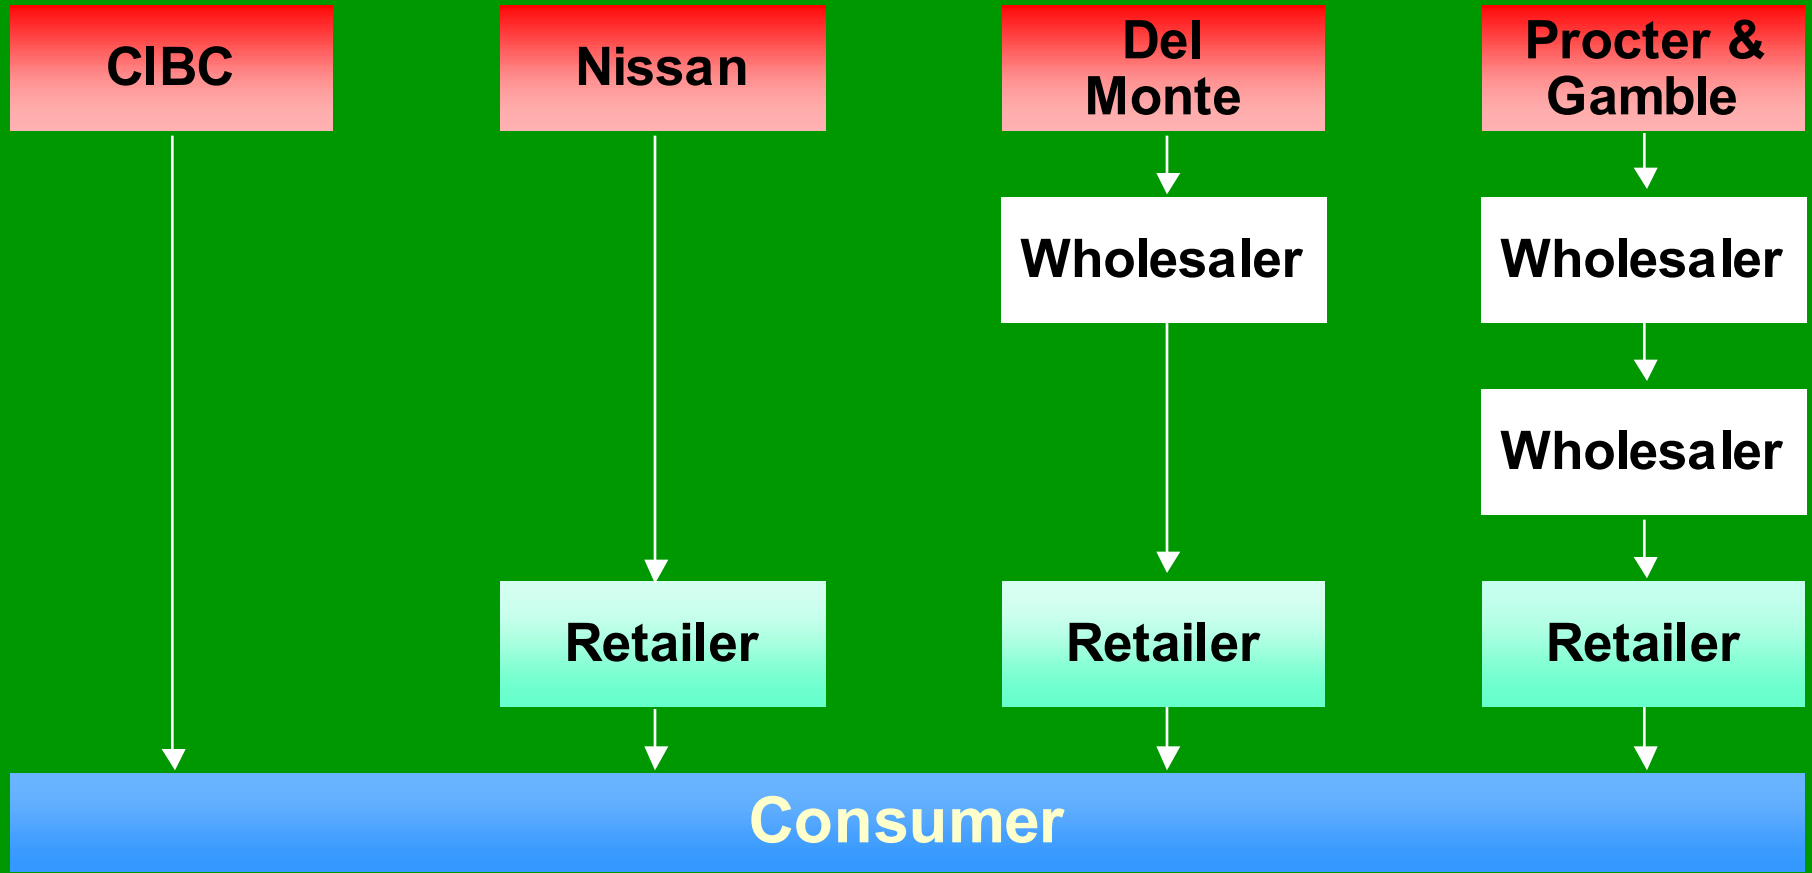 CIBC
Nissan
Del
Monte
Procter &
Gamble
Wholesaler
Wholesaler
Wholesaler
Retailer
Retailer
Retailer
Consumer